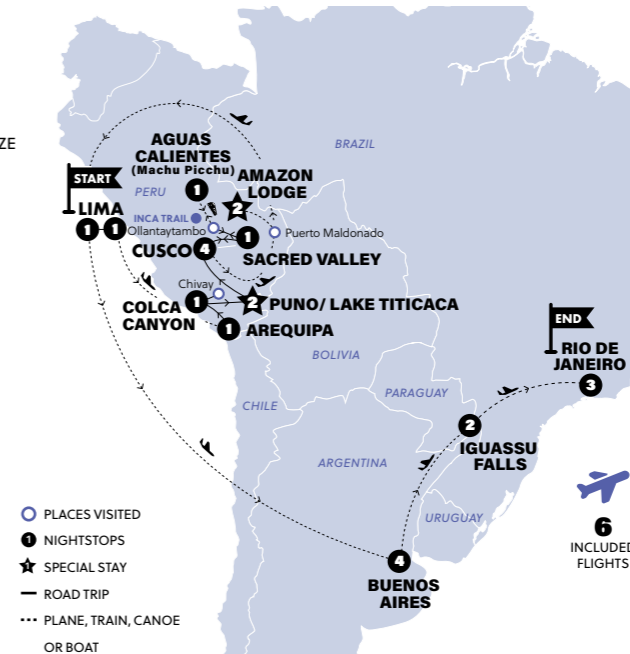 ZE
BRAZIL
AGUAS
CALIENTES
(Machu Picchu)
1
AMAZON
LODGE
2
START
PERU
LIMA
1 1
INCA TRAIL
Ollantaytambo
Puerto Maldonado
1
SACRED VALLEY
CUSCO 4
Chivay
COLCA
CANYON
1
2 PUNO/ LAKE TITICACA
1 AREQUIPA
END
RIO DE
JANEIRO
3
BOLIVIA
PARAGUAY
CHILE
2
IGUASSU
FALLS
ARGENTINA
URUGUAY
6
INCLUDED
FLIGHTS
4
BUENOS
AIRES
PLACES VISITED
1 NIGHTSTOPS
SPECIAL STAY
ROAD TRIP
PLANE, TRAIN, CANOE
OR BOAT